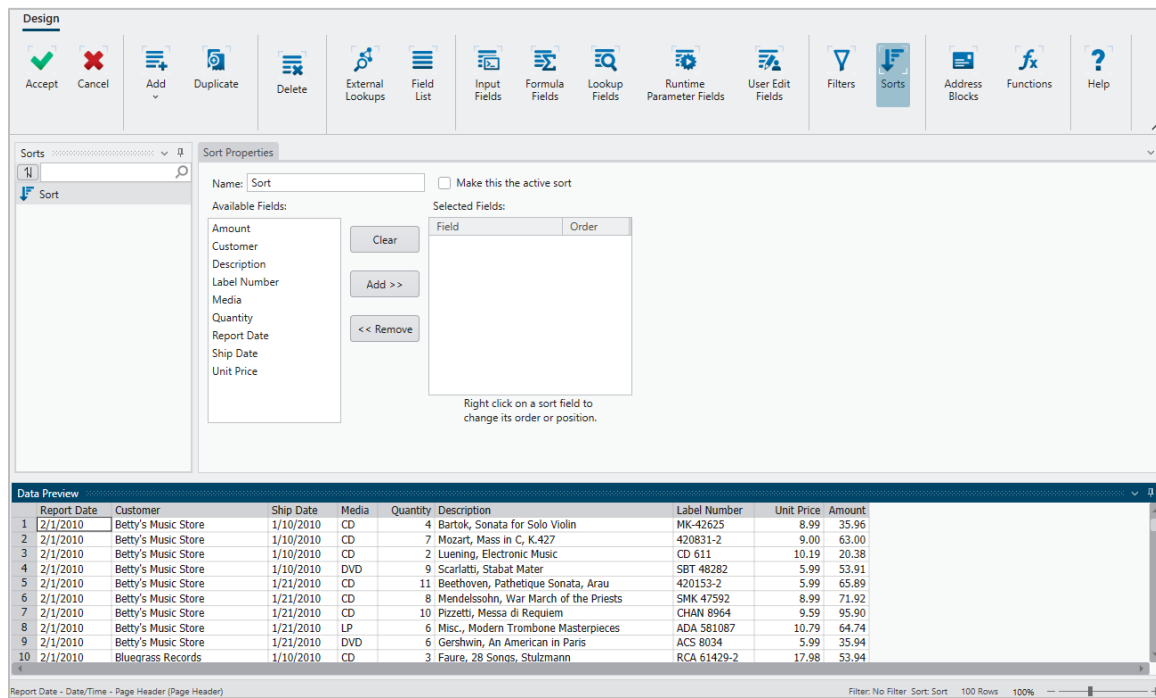 Design
Accept Cancel Add Duplicate Delete External Lookups Field List Input Fields Formula Fields Lookup Fields Runtime Parameter Fields User Edit Fields Filters Sorts Address Blocks Functions Help
Sorts
Sort Properties
Sort
Name: Sort
Make this the active sort
Available Fields:
Selected Fields:
Amount
Customer
Description
Label Number
Media
Quantity
Report Date
Ship Date
Unit Price
Clear
Add >>
<< Remove
Field Order
Right click on a sort field to
change its order or position.
Data Preview
Report Date Customer Ship Date Media Quantity Description Label Number Unit Price Amount
1 2/1/2010 Betty's Music Store 1/10/2010 CD 4 Bartok, Sonata for Solo Violin MK-42625 8.99 35.96
2 2/1/2010 Betty's Music Store 1/10/2010 CD 7 Mozart, Mass in C, K.427 420831-2 9.00 63.00
3 2/1/2010 Betty's Music Store 1/10/2010 CD 2 Luening, Electronic Music CD 611 10.19 20.38
4 2/1/2010 Betty's Music Store 1/10/2010 DVD 9 Scarlatti, Stabat Mater SBT 48282 5.99 53.91
5 2/1/2010 Betty's Music Store 1/21/2010 CD 11 Beethoven, Pathetique Sonata, Arau 420153-2 5.99 65.89
6 2/1/2010 Betty's Music Store 1/21/2010 CD 8 Mendelssohn, War March of the Priests SMK 47592 8.99 71.92
7 2/1/2010 Betty's Music Store 1/21/2010 CD 10 Pizzetti, Messa di Requiem CHAN 8964 9.59 95.90
8 2/1/2010 Betty's Music Store 1/21/2010 LP 6 Misc., Modern Trombone Masterpieces ADA 581087 10.79 64.74
9 2/1/2010 Betty's Music Store 1/21/2010 DVD 6 Gershwin, An American in Paris ACS 8034 5.99 35.94
10 2/1/2010 Bluegrass Records 1/10/2010 CD 3 Faure, 28 Songs, Stulzmann RCA 61429-2 17.98 53.94
Report Date - Date/Time - Page Header (Page Header)
Filter: No Filter Sort: Sort 100 Rows 100%